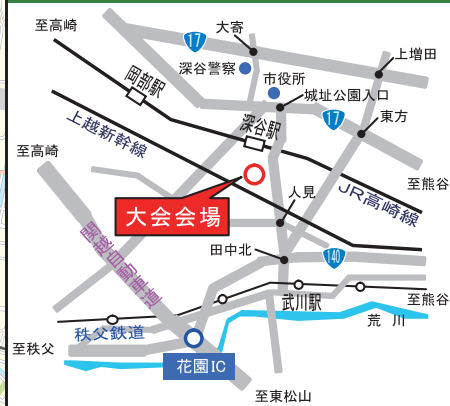 至高崎
大寄
17
上増田
深谷警察
市役所
岡部駅
城址公園入口
17
東方
深谷駅
上越新幹線
至高崎
至熊谷
人見
JR高崎線
大会会場
関越自動車道
田中北
140
武川駅
至熊谷
荒川
秩父鉄道
至秩父
花園IC
至東松山